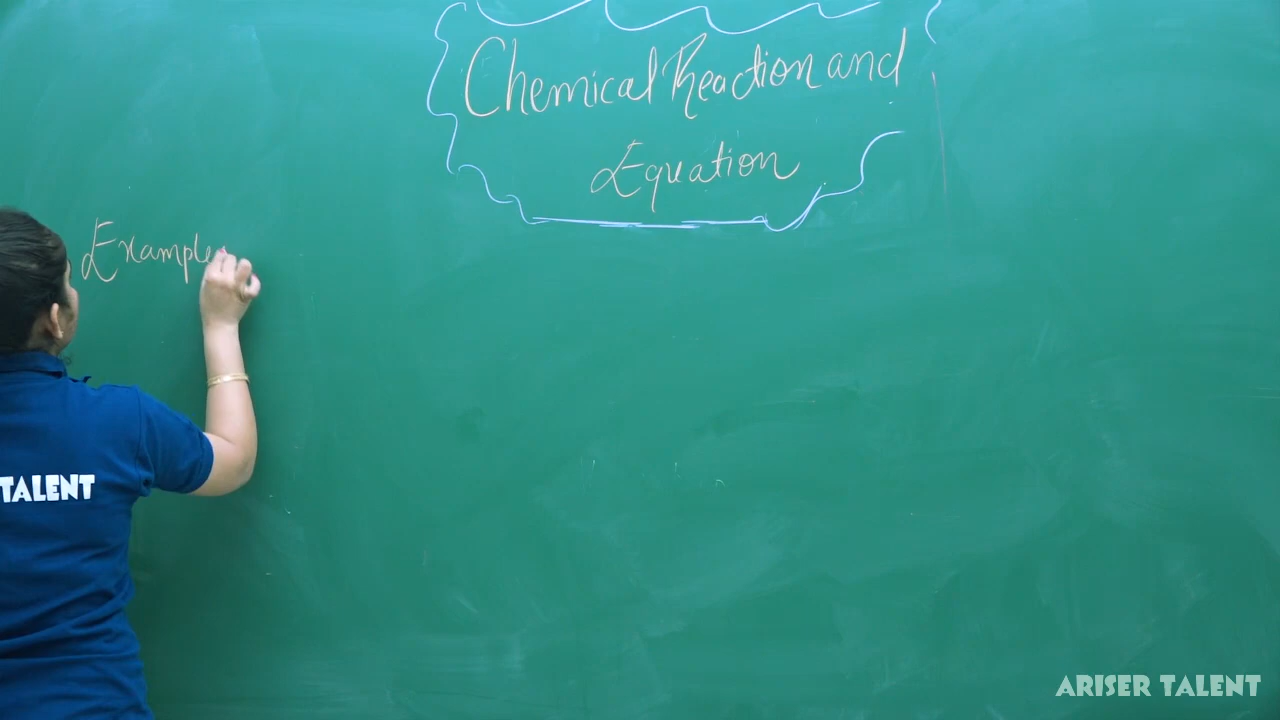 Chemical Reaction and
Equation
Example
TALENT
ARISER TALENT